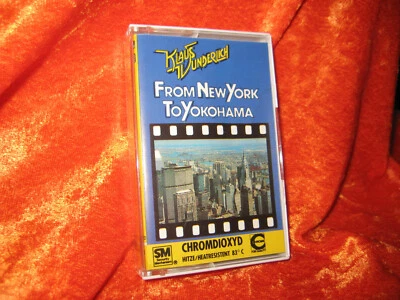 KLAUS
WUNDERLICH
FROM NEW YORK
TO YOKOHAMA
SM
CHROMDIOXYD
HITZE/HEATRESISTENT 83° C